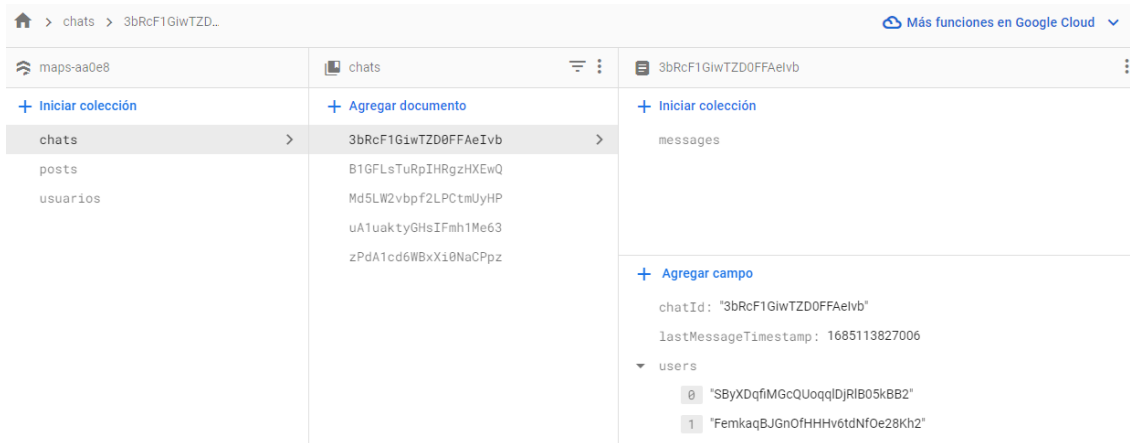 chats > 3bRcF1GiwTZD...
Más funciones en Google Cloud
maps-aa0e8
Iniciar colección
chats
posts
usuarios
chats
Agregar documento
3bRcF1GiwTZD0FFAeIvb
B1GFLsTuRpIHRgzHXEwQ
Md5LW2vbpf2LPCtmUyHP
uA1uaktyGHsIFmh1Me63
zPdA1cd6WBxXi0NaCPpz
3bRcF1GiwTZD0FFAeIvb
Iniciar colección
messages
Agregar campo
chatId: "3bRcF1GiwTZD0FFAeIvb"
lastMessageTimestamp: 1685113827006
users
0 "SByXDqfiMGcQUoqqlDjRlB05kBB2"
1 "FemkaqBJGnOfHHHv6tdNfOe28Kh2"